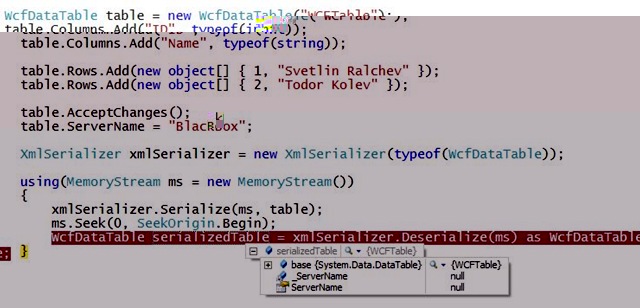 WcfDataTable table = new WcfDataTable("WCFTable");
table.Columns.Add("ID", typeof(int));
table.Columns.Add("Name", typeof(string));
table.Rows.Add(new object[] { 1, "Svetlin Ralchev" });
table.Rows.Add(new object[] { 2, "Todor Kolev" });
table.AcceptChanges();
table.ServerName = "BlackBox";
XmlSerializer xmlSerializer = new XmlSerializer(typeof(WcfDataTable));
using(MemoryStream ms = new MemoryStream())
{
xmlSerializer.Serialize(ms, table);
ms.Seek(0, SeekOrigin.Begin);
WcfDataTable serializedTable = xmlSerializer.Deserialize(ms) as WcfDataTable
e; }
serializedTable {WCFTable}
base {System.Data.DataTable} {WCFTable}
_ServerName null
ServerName null